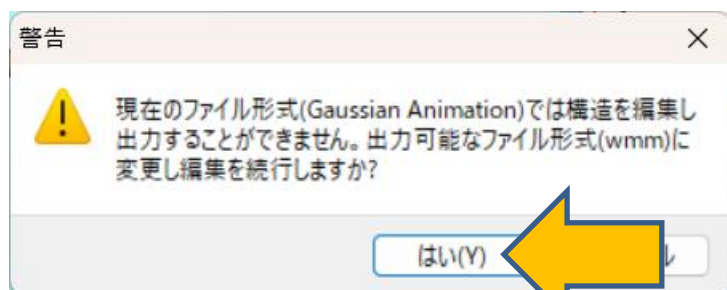 警告
現在のファイル形式(Gaussian Animation)では構造を編集し
出力することができません。出力可能なファイル形式(wmm)に
変更し編集を続行しますか?
はい(Y)
ル